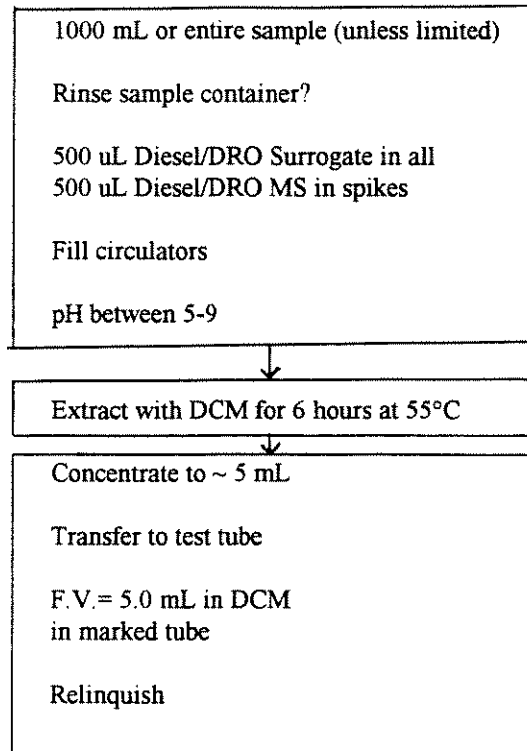 1000 mL or entire sample (unless limited)
Rinse sample container?
500 uL Diesel/DRO Surrogate in all
500 uL Diesel/DRO MS in spikes
Fill circulators
pH between 5-9
Extract with DCM for 6 hours at 55°C
Concentrate to ~ 5 mL
Transfer to test tube
F.V.= 5.0 mL in DCM
in marked tube
Relinquish